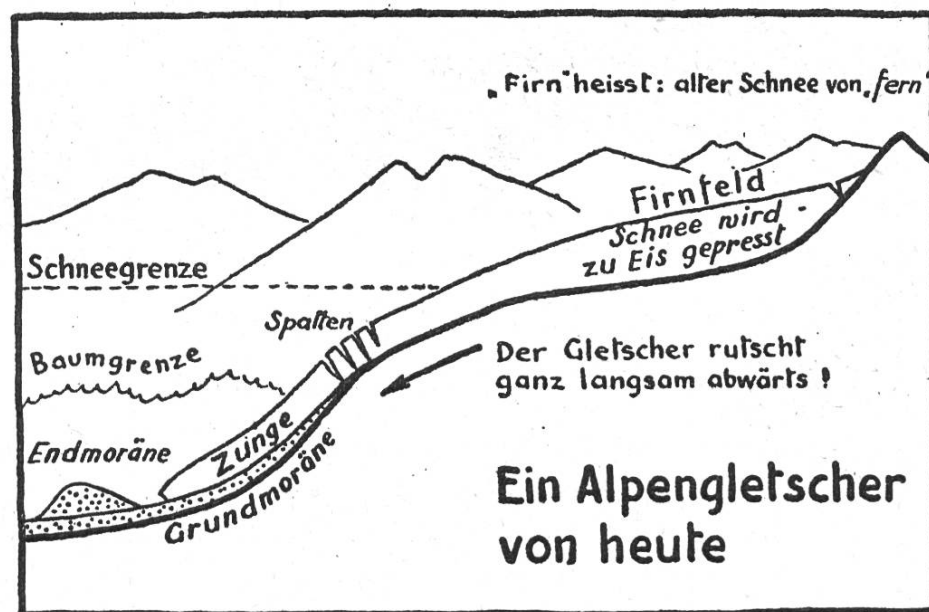 „Firn" heisst: alter Schnee von „fern"
Firnfeld
Schnee wird -
zu Eis gepresst
Schneegrenze
Spalten
Baumgrenze
Der Gletscher rutscht
ganz langsam abwärts !
Zunge
Endmoräne
Grundmoräne
Ein Alpengletscher
von heute